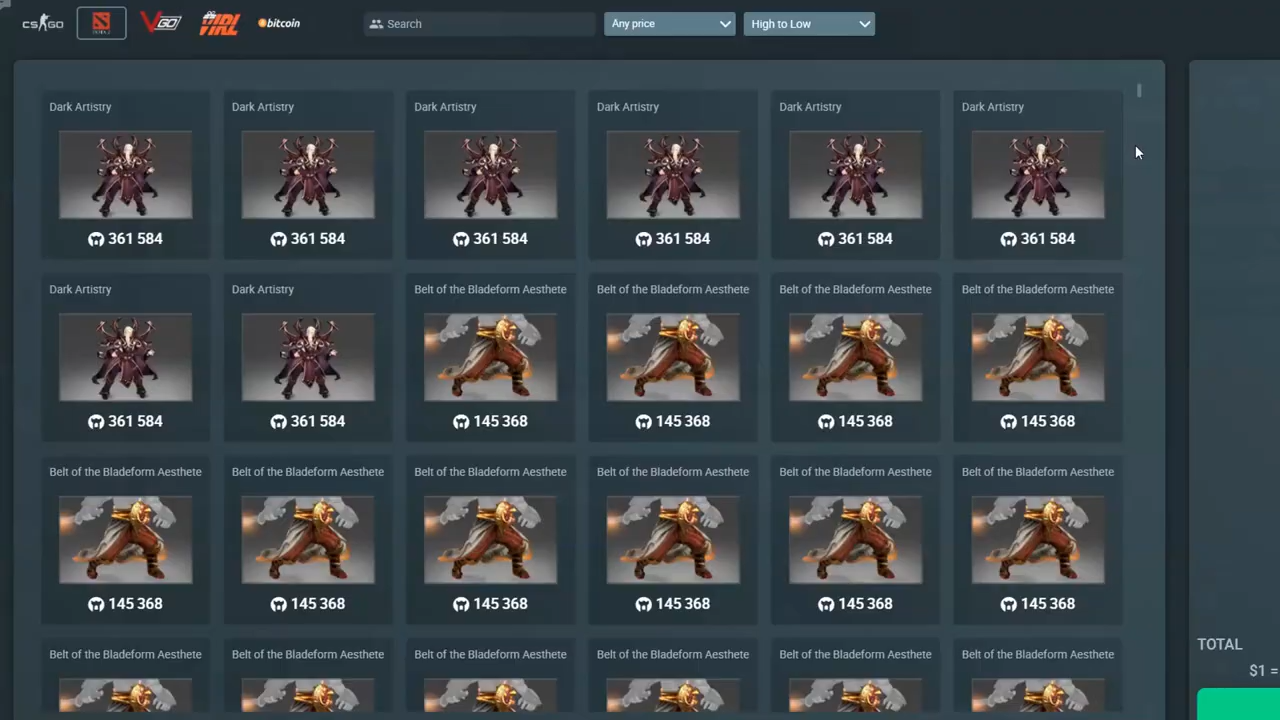 CS GO VGO! VIRL bitcoin Search Any price High to Low
Dark Artistry Dark Artistry Dark Artistry Dark Artistry Dark Artistry Dark Artistry
361 584 361 584 361 584 361 584 361 584 361 584
Dark Artistry Dark Artistry Belt of the Bladeform Aesthete Belt of the Bladeform Aesthete Belt of the Bladeform Aesthete Belt of the Bladeform Aesthete
361 584 361 584 145 368 145 368 145 368 145 368
Belt of the Bladeform Aesthete Belt of the Bladeform Aesthete Belt of the Bladeform Aesthete Belt of the Bladeform Aesthete Belt of the Bladeform Aesthete Belt of the Bladeform Aesthete
145 368 145 368 145 368 145 368 145 368 145 368
Belt of the Bladeform Aesthete Belt of the Bladeform Aesthete Belt of the Bladeform Aesthete Belt of the Bladeform Aesthete Belt of the Bladeform Aesthete Belt of the Bladeform Aesthete
TOTAL
$1 =